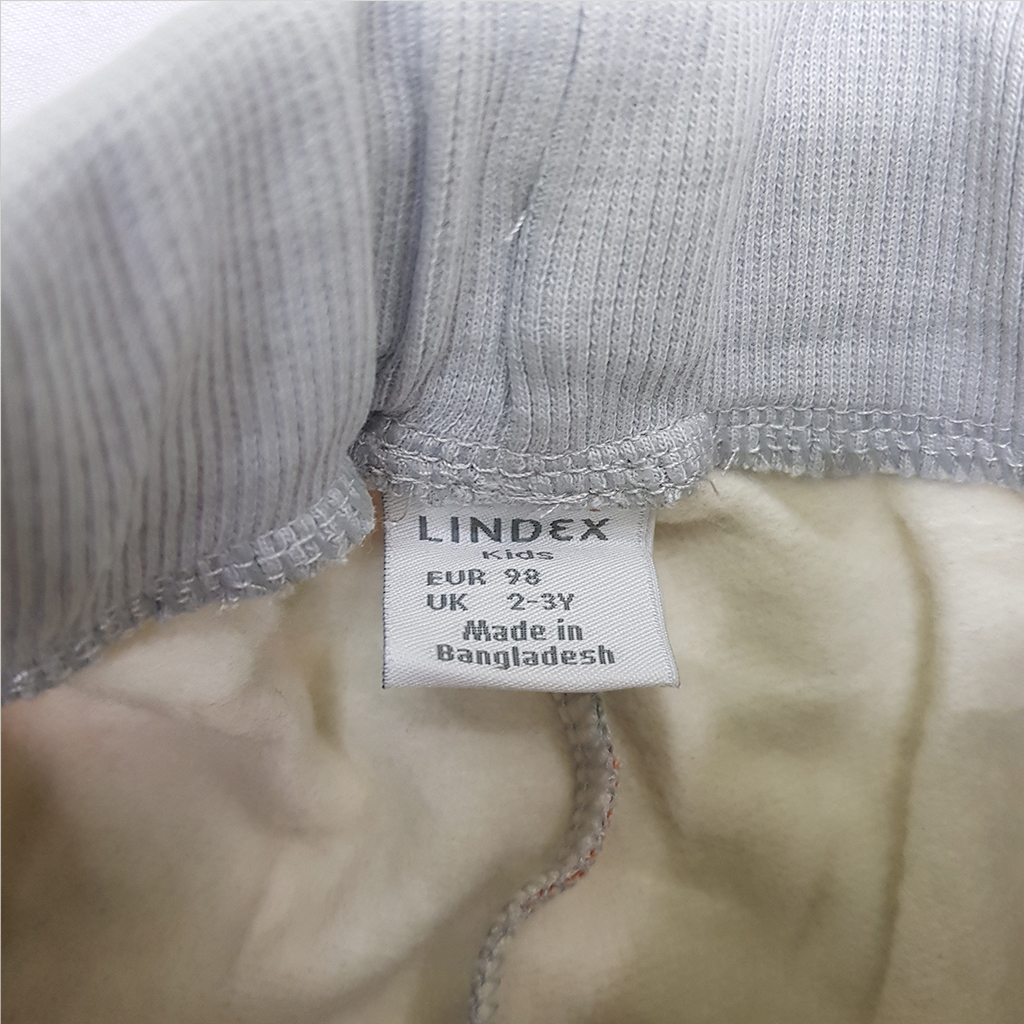 LINDEX
Kids
EUR 98
UK 2-3Y
Made in
Bangladesh